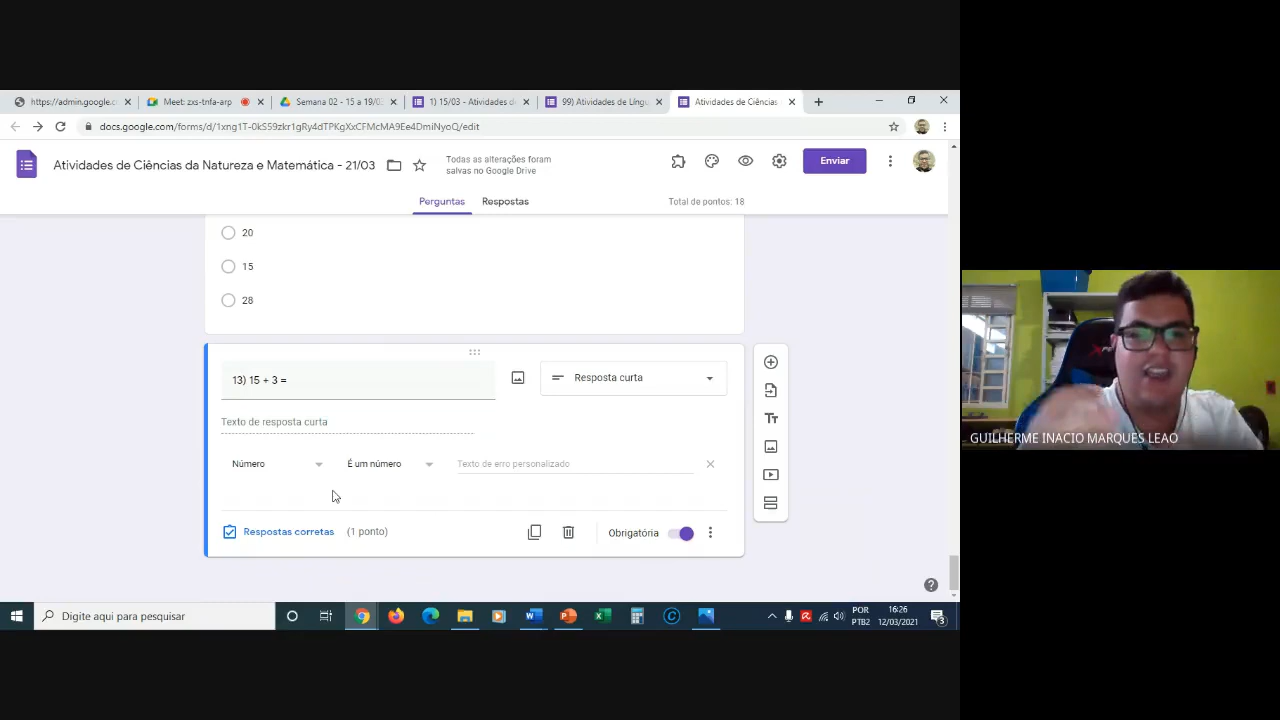 https://admin.google.c
Meet: zxs-tnfa-arp
Semana 02 - 15 a 19/03
1) 15/03 - Atividades de
99) Atividades de Língu
Atividades de Ciências
docs.google.com/forms/d/1xng1T-0kS59zkr1gRy4dTPKgXxCFMcMA9Ee4DmiNyoQ/edit
Atividades de Ciências da Natureza e Matemática - 21/03
Todas as alterações foram
salvas no Google Drive
Enviar
Perguntas
Respostas
Total de pontos: 18
20
15
28
13) 15 + 3 =
Resposta curta
Texto de resposta curta
Número
É um número
Texto de erro personalizado
Respostas corretas
(1 ponto)
Obrigatória
GUILHERME INACIO MARQUES LEAO
Digite aqui para pesquisar
POR
PTB2
16:26
12/03/2021
3